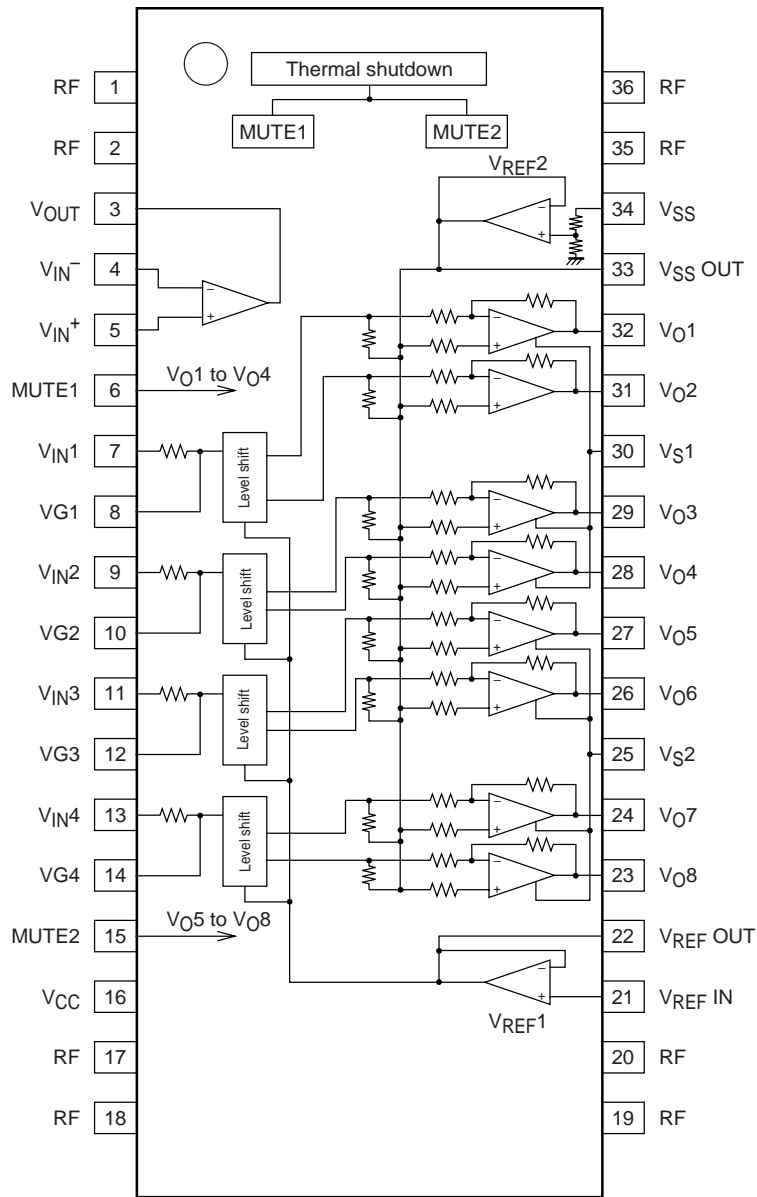 Thermal shutdown
MUTE1 MUTE2
RF 1
RF 2
VOUT 3
VIN− 4
VIN+ 5
MUTE1 6
VIN1 7
VG1 8
VIN2 9
VG2 10
VIN3 11
VG3 12
VIN4 13
VG4 14
MUTE2 15
VCC 16
RF 17
RF 18
VO1 to VO4
Level shift
Level shift
Level shift
Level shift
VO5 to VO8
VREF2
− +
− +
− +
− +
− +
− +
− +
− +
− +
− +
− +
VREF1
36 RF
35 RF
34 VSS
33 VSS OUT
32 VO1
31 VO2
30 VS1
29 VO3
28 VO4
27 VO5
26 VO6
25 VS2
24 VO7
23 VO8
22 VREF OUT
21 VREF IN
20 RF
19 RF